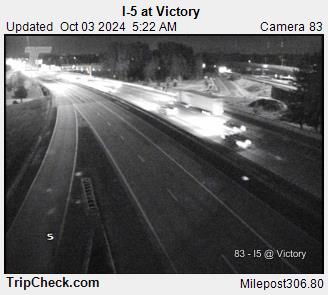 I-5 at Victory
Updated Oct 03 2024 5:22 AM Camera 83
S
83 - I5 @ Victory
TripCheck.com Milepost306.80